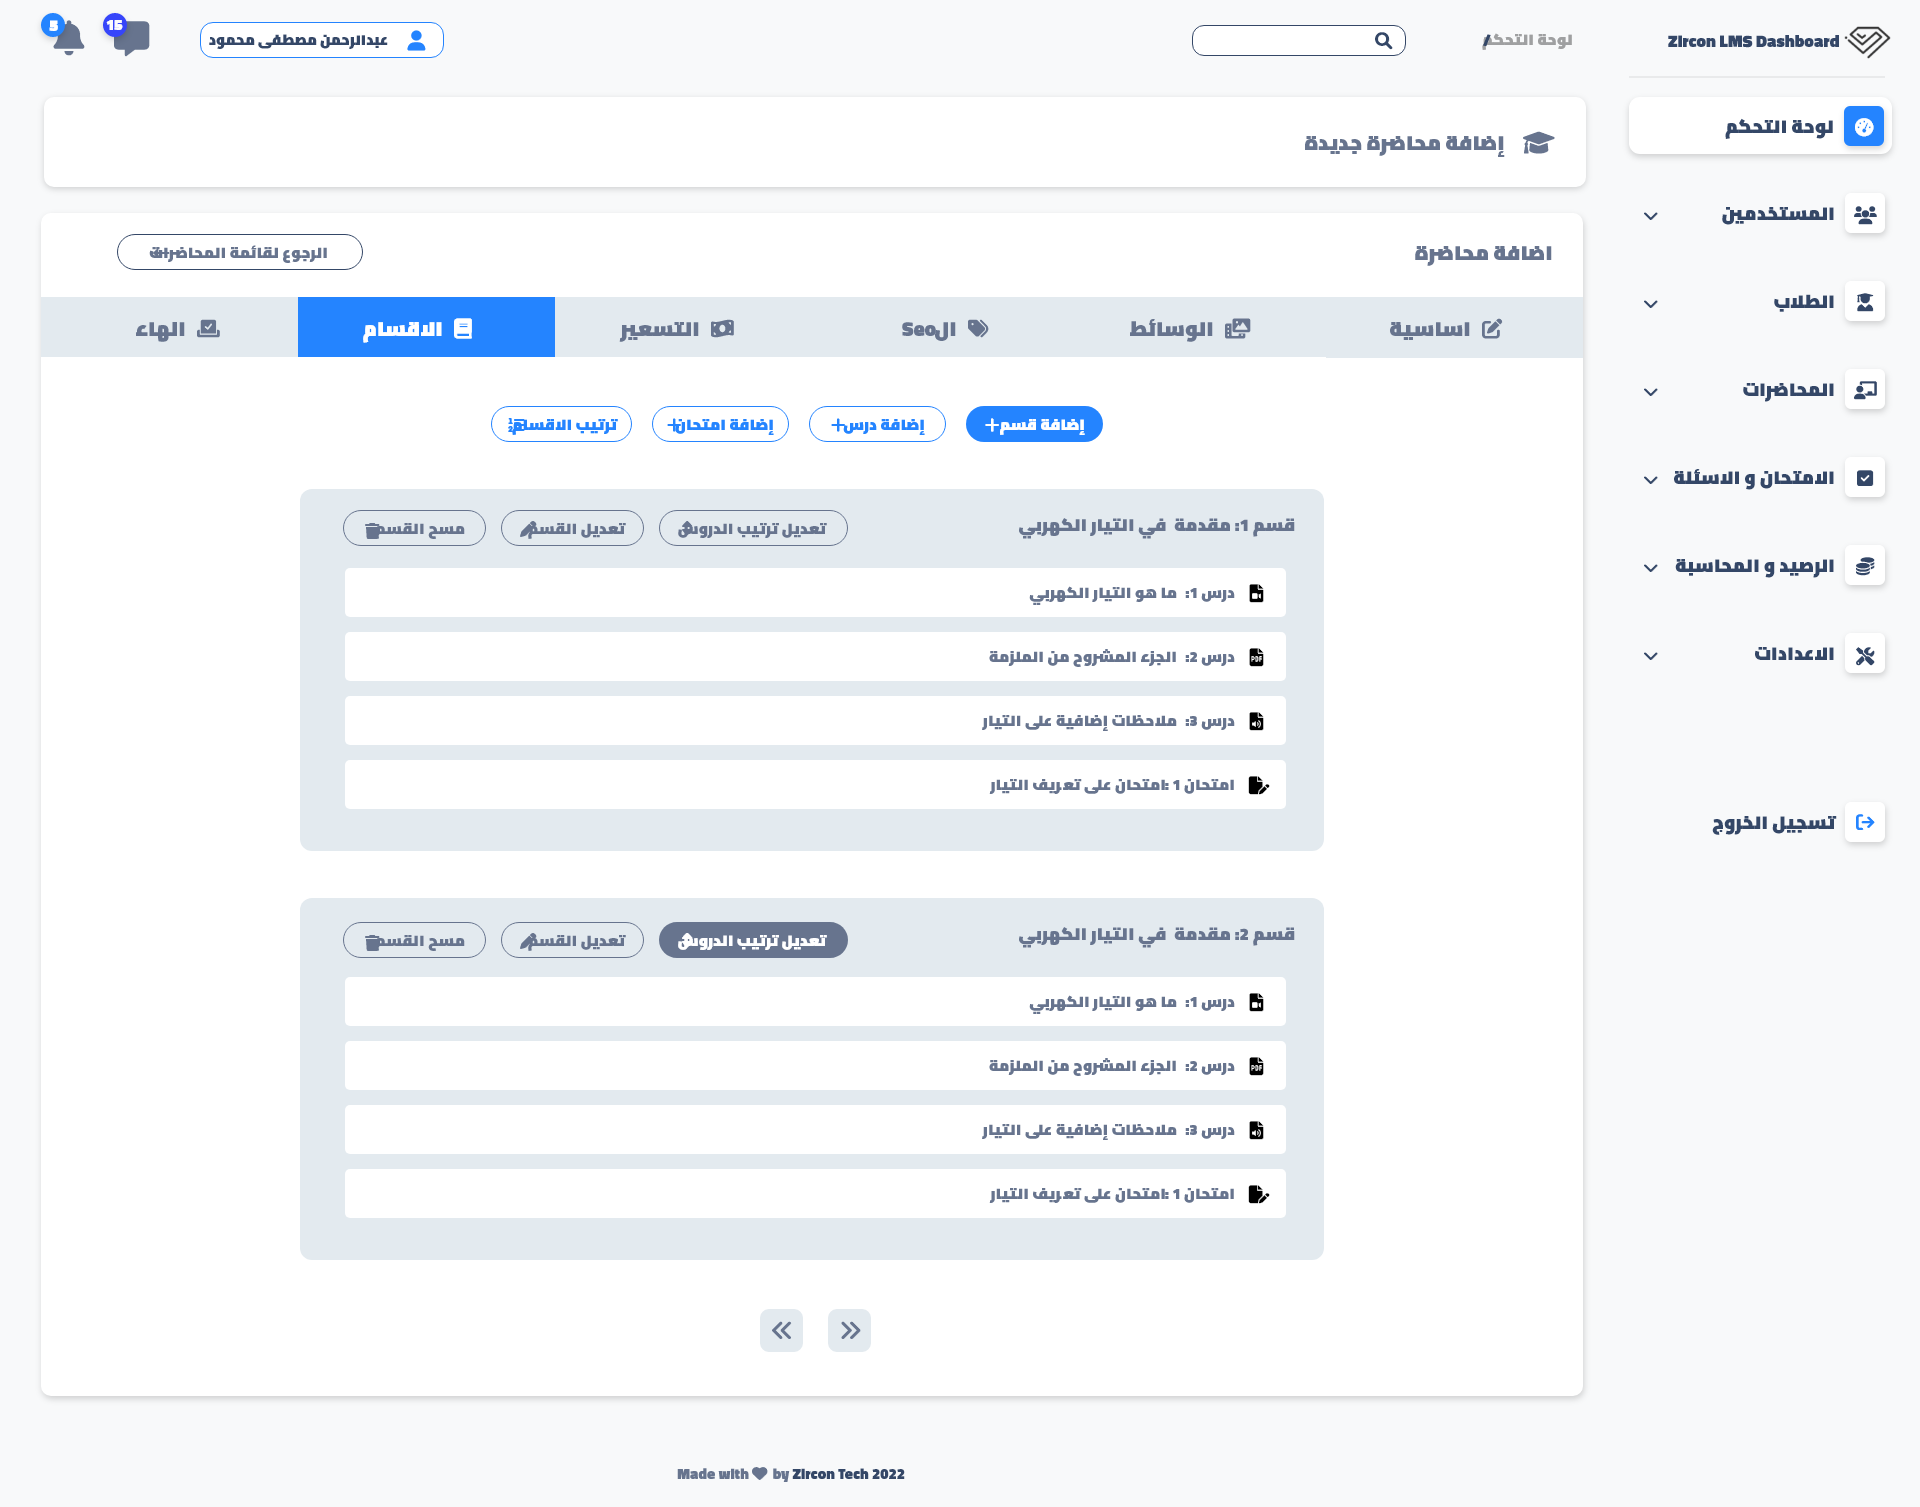 Zircon LMS Dashboard
لوحة التحكم /
عبدالرحمن مصطفى محمود
15
5
لوحة التحكم
المستخدمين
الطلاب
المحاضرات
الامتحان و الاسئلة
الرصيد و المحاسبة
الاعدادات
تسجيل الخروج
إضافة محاضرة جديدة
اضافة محاضرة
الرجوع لقائمة المحاضرات
اساسية
الوسائط
الSeo
التسعير
الاقسام
الهاء
إضافة قسم
إضافة درس
إضافة امتحان
ترتيب الاقسام
قسم 1: مقدمة في التيار الكهربي
تعديل ترتيب الدروس
تعديل القسم
مسح القسم
درس 1: ما هو التيار الكهربي
درس 2: الجزء المشروح من الملزمة
درس 3: ملاحظات إضافية على التيار
امتحان 1 :امتحان على تعريف التيار
قسم 2: مقدمة في التيار الكهربي
تعديل ترتيب الدروس
تعديل القسم
مسح القسم
درس 1: ما هو التيار الكهربي
درس 2: الجزء المشروح من الملزمة
درس 3: ملاحظات إضافية على التيار
امتحان 1 :امتحان على تعريف التيار
Made with by Zircon Tech 2022